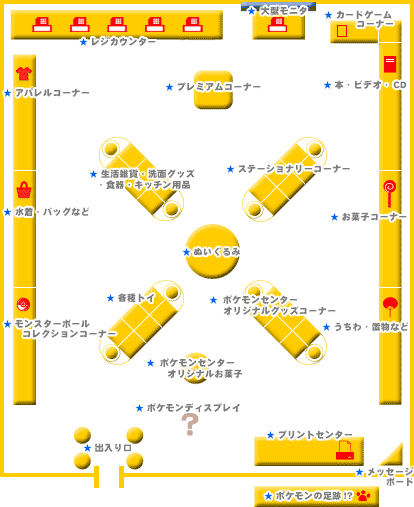 ★大型モニタ
★カードゲーム
コーナー
★レジカウンター
★アパレルコーナー
★プレミアムコーナー
★本・ビデオ・CD
★生活雑貨・洗面グッズ
・食器・キッチン用品
★ステーショナリーコーナー
★水着・バッグなど
★お菓子コーナー
★ぬいぐるみ
★各種トイ
★ポケモンセンター
オリジナルグッズコーナー
★モンスターボール
コレクションコーナー
★うちわ・置物など
★ポケモンセンター
オリジナルお菓子
★ポケモンディスプレイ
?
★出入り口
★プリントセンター
★メッセージ
ボード
★ポケモンの足跡!?